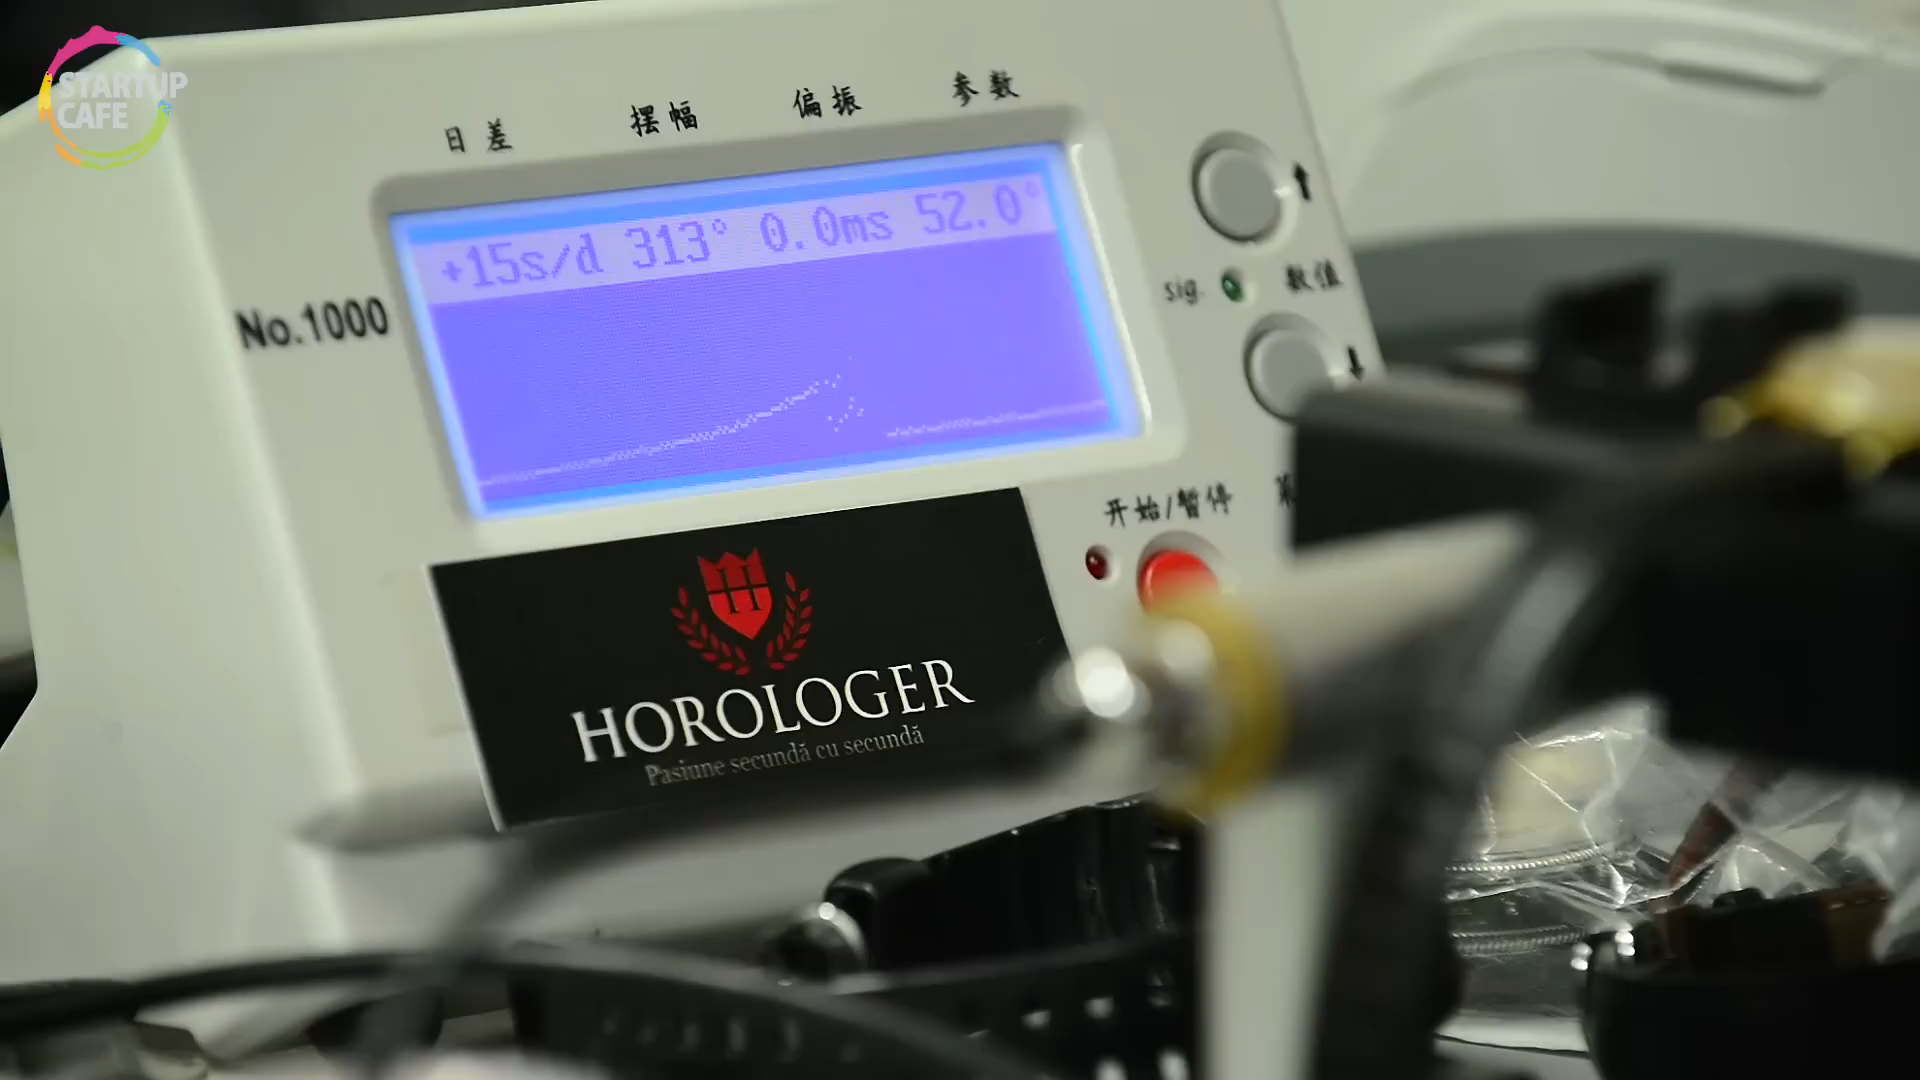 STARTUP
CAFE
日差 摆幅 偏振 参数
+15s/d 313° 0.0ms 52.0°
No.1000
sig. 数值
开始/暂停
H
HOROLOGER
Pasiune secundă cu secundă